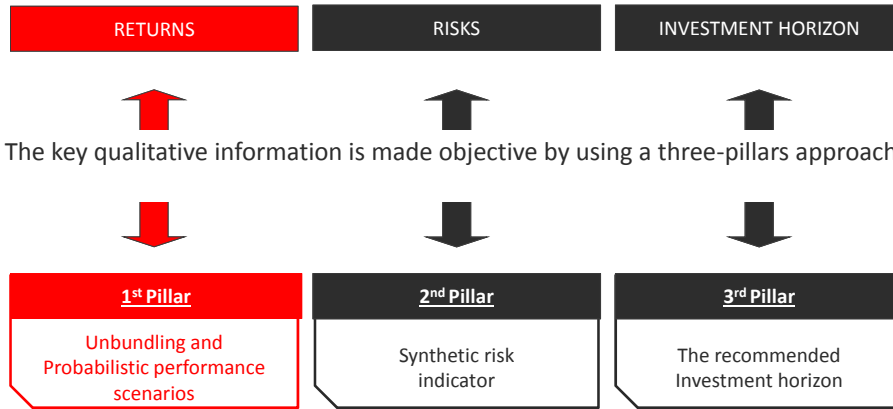 RETURNS
RISKS
INVESTMENT HORIZON
The key qualitative information is made objective by using a three-pillars approach
1st Pillar
2nd Pillar
3rd Pillar
Unbundling and
Probabilistic performance
scenarios
Synthetic risk
indicator
The recommended
Investment horizon